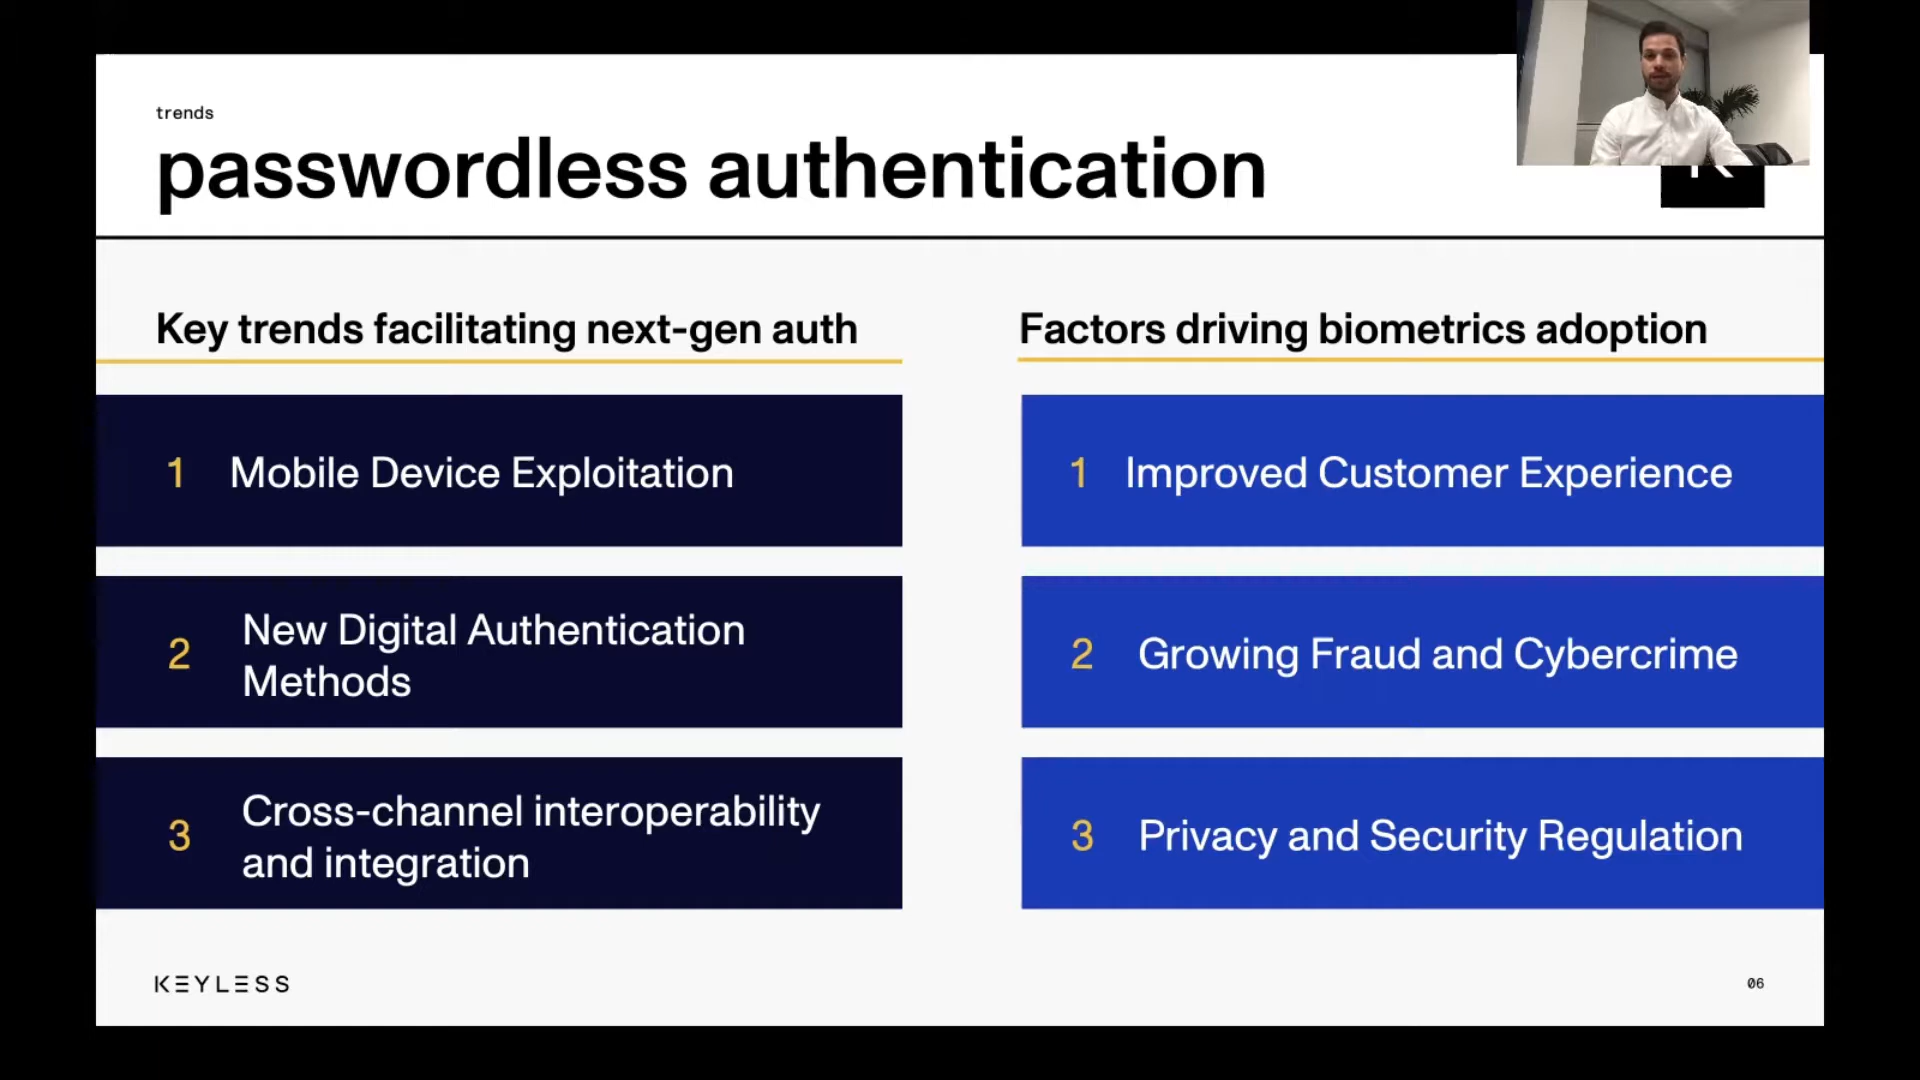 trends
passwordless authentication
Key trends facilitating next-gen auth
1 Mobile Device Exploitation
2 New Digital Authentication
Methods
3 Cross-channel interoperability
and integration
Factors driving biometrics adoption
1 Improved Customer Experience
2 Growing Fraud and Cybercrime
3 Privacy and Security Regulation
KEYLESS
06